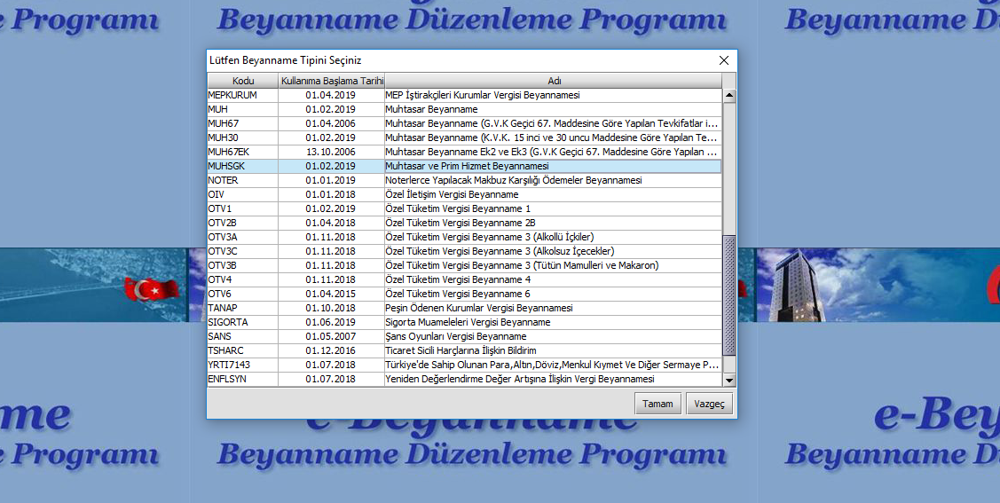 e Programı
Beyanname Düzenleme Programı
Beyanname D
Lütfen Beyanname Tipini Seçiniz
Kodu Kullanıma Başlama Tarihi Adı
MEPKURUM 01.04.2019 MEP İştirakçileri Kurumlar Vergisi Beyannamesi
MUH 01.02.2019 Muhtasar Beyanname
MUH67 01.04.2006 Muhtasar Beyanname (G.V.K Geçici 67. Maddesine Göre Yapılan Tevkifatlar i...
MUH30 01.02.2019 Muhtasar Beyanname (K.V.K. 15 inci ve 30 uncu Maddesine Göre Yapılan Te...
MUH67EK 13.10.2006 Muhtasar Beyanname Ek2 ve Ek3 (G.V.K Geçici 67. Maddesine Göre Yapılan ...
MUHSGK 01.02.2019 Muhtasar ve Prim Hizmet Beyannamesi
NOTER 01.01.2019 Noterlerce Yapılacak Makbuz Karşılığı Ödemeler Beyannamesi
OIV 01.01.2018 Özel İletişim Vergisi Beyanname
OTV1 01.02.2019 Özel Tüketim Vergisi Beyanname 1
OTV2B 01.04.2018 Özel Tüketim Vergisi Beyanname 2B
OTV3A 01.11.2018 Özel Tüketim Vergisi Beyanname 3 (Alkollü İçkiler)
OTV3C 01.11.2018 Özel Tüketim Vergisi Beyanname 3 (Alkolsuz İçecekler)
OTV3B 01.11.2018 Özel Tüketim Vergisi Beyanname 3 (Tütün Mamulleri ve Makaron)
OTV4 01.11.2018 Özel Tüketim Vergisi Beyanname 4
OTV6 01.04.2015 Özel Tüketim Vergisi Beyanname 6
TANAP 01.10.2018 Peşin Ödenen Kurumlar Vergisi Beyannamesi
SIGORTA 01.06.2019 Sigorta Muameleleri Vergisi Beyanname
SANS 01.05.2007 Şans Oyunları Vergisi Beyanname
TSHARC 01.12.2016 Ticaret Sicili Harçlarına İlişkin Bildirim
YRTI7143 01.07.2018 Türkiye'de Sahip Olunan Para,Altın,Döviz,Menkul Kıymet Ve Diğer Sermaye P...
ENFLSYN 01.07.2018 Yeniden Değerlendirme Değer Artışına İlişkin Vergi Beyannamesi
Tamam Vazgeç
me
e-Beyanname
e-Bey
e Programı
Beyanname Düzenleme Programı
Beyanname D